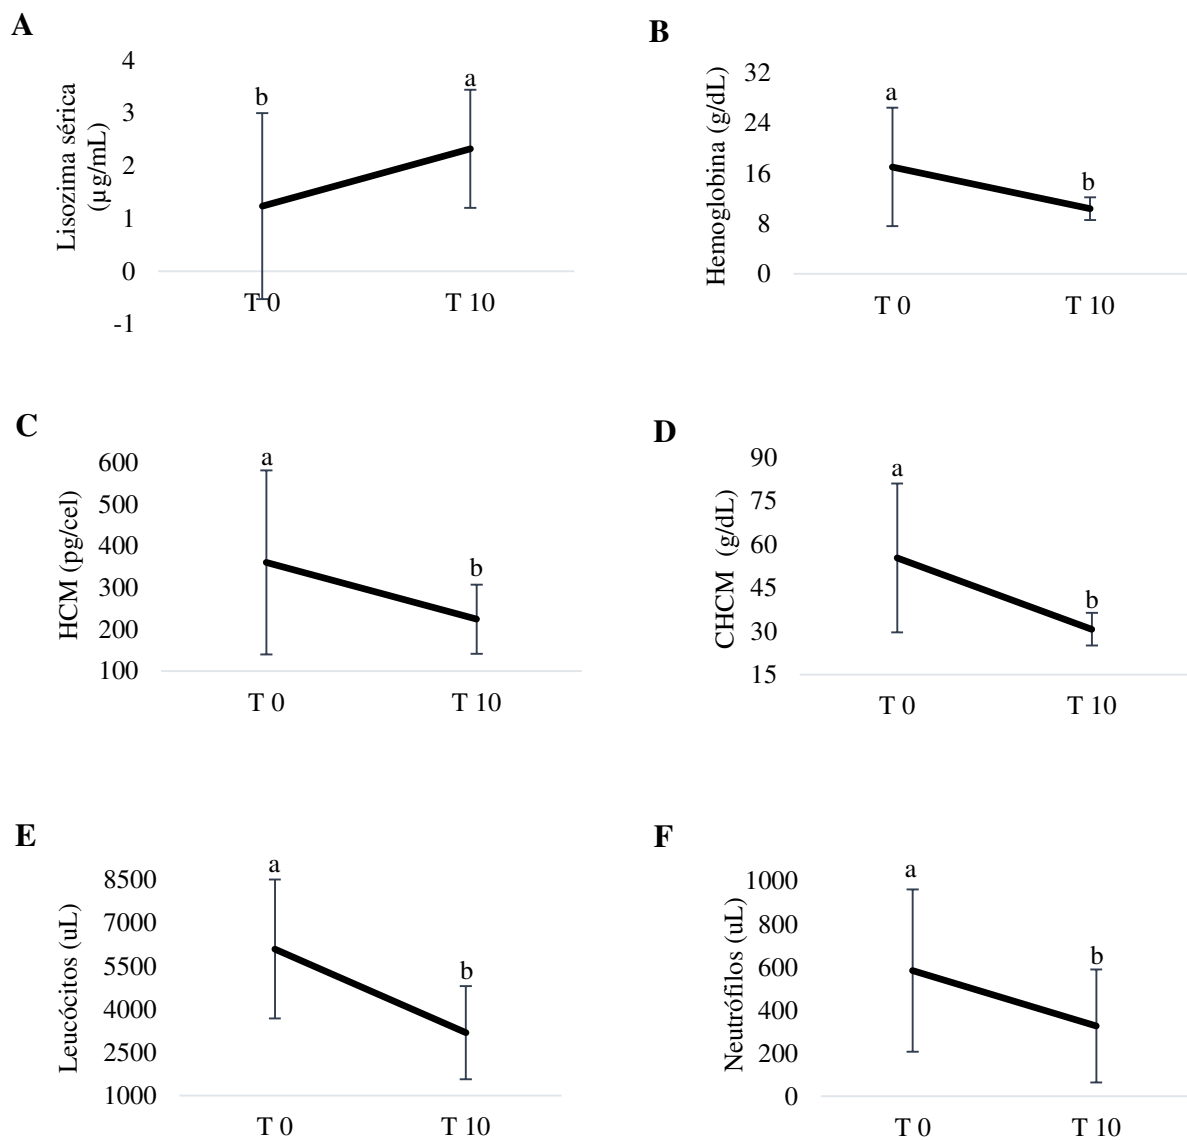 A
Lisozima sérica
(µg/mL)
4
3
2
1
0
-1
b
a
T 0
T 10
B
Hemoglobina (g/dL)
32
24
16
8
0
a
b
T 0
T 10
C
HCM (pg/cel)
600
500
400
300
200
100
a
b
T 0
T 10
D
CHCM (g/dL)
90
75
60
45
30
15
a
b
T 0
T 10
E
Leucócitos (uL)
8500
7000
5500
4000
2500
1000
a
b
T 0
T 10
F
Neutrófilos (uL)
1000
800
600
400
200
0
a
b
T 0
T 10